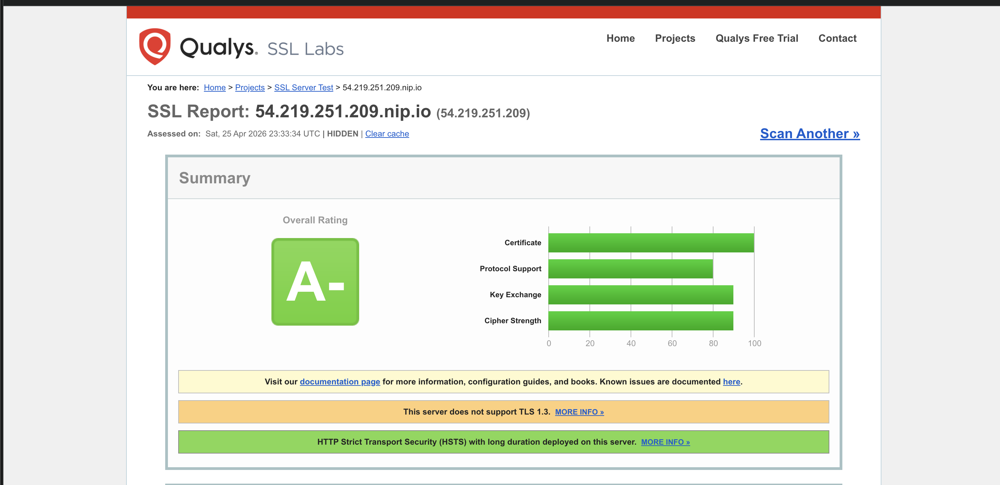 Qualys® SSL Labs
Home Projects Qualys Free Trial Contact
You are here: Home > Projects > SSL Server Test > 54.219.251.209.nip.io
SSL Report: 54.219.251.209.nip.io (54.219.251.209)
Assessed on: Sat, 25 Apr 2026 23:33:34 UTC | HIDDEN | Clear cache
Scan Another »
Summary
Overall Rating
A-
Certificate
Protocol Support
Key Exchange
Cipher Strength
0 20 40 60 80 100
Visit our documentation page for more information, configuration guides, and books. Known issues are documented here.
This server does not support TLS 1.3. MORE INFO »
HTTP Strict Transport Security (HSTS) with long duration deployed on this server. MORE INFO »